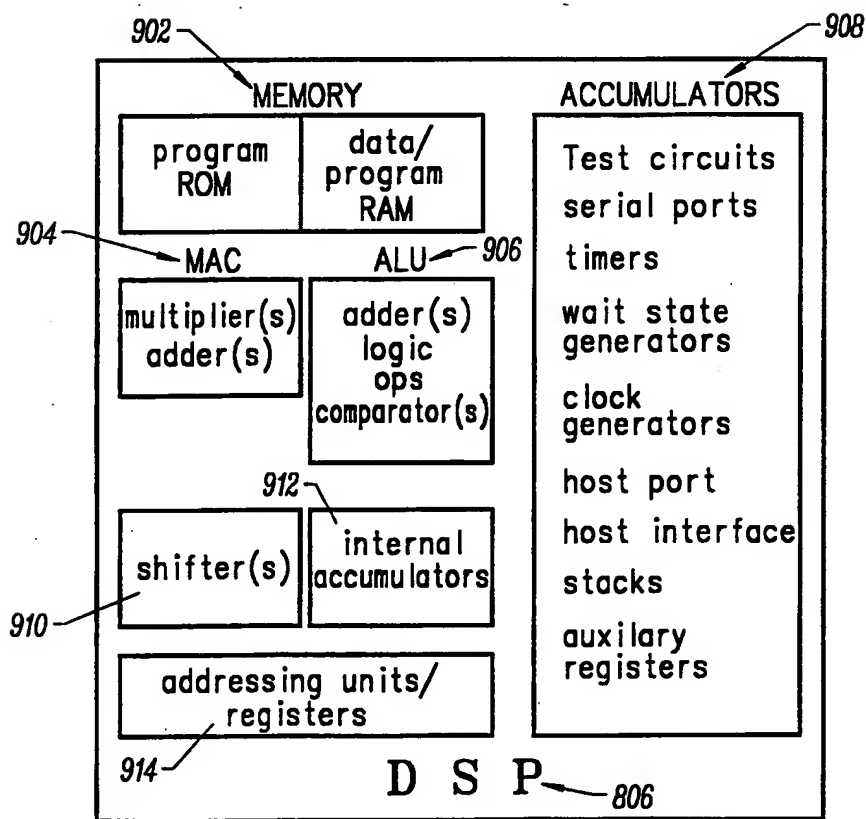 902
908
MEMORY
ACCUMULATORS
program
ROM
data/
program
RAM
904
MAC
ALU
906
multiplier(s)
adder(s)
adder(s)
logic
ops
comparator(s)
912
shifter(s)
internal
accumulators
910
addressing units/
registers
914
Test circuits
serial ports
timers
wait state
generators
clock
generators
host port
host interface
stacks
auxilary
registers
D S P
806